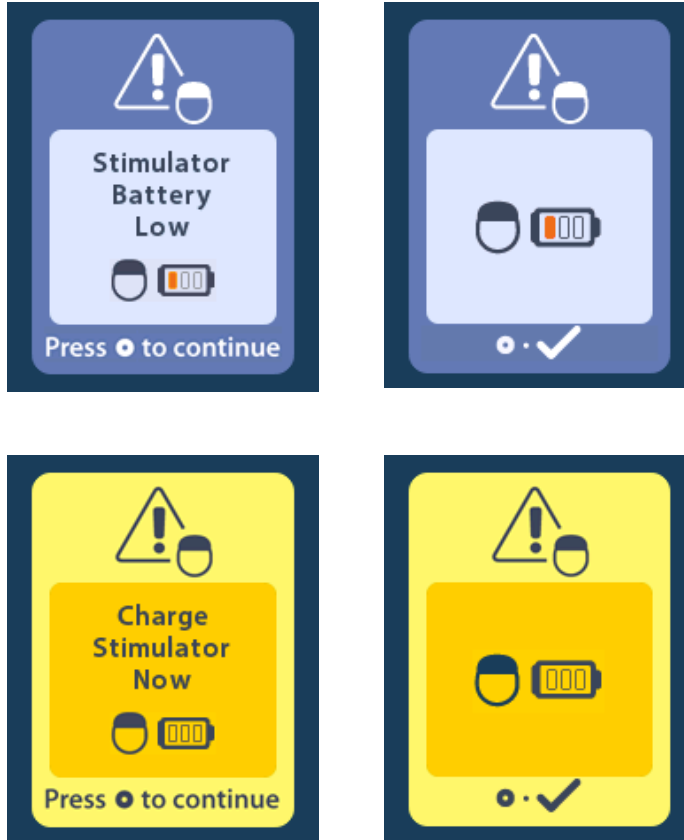 Stimulator
Battery
Low
Press to continue
Charge
Stimulator
Now
Press to continue